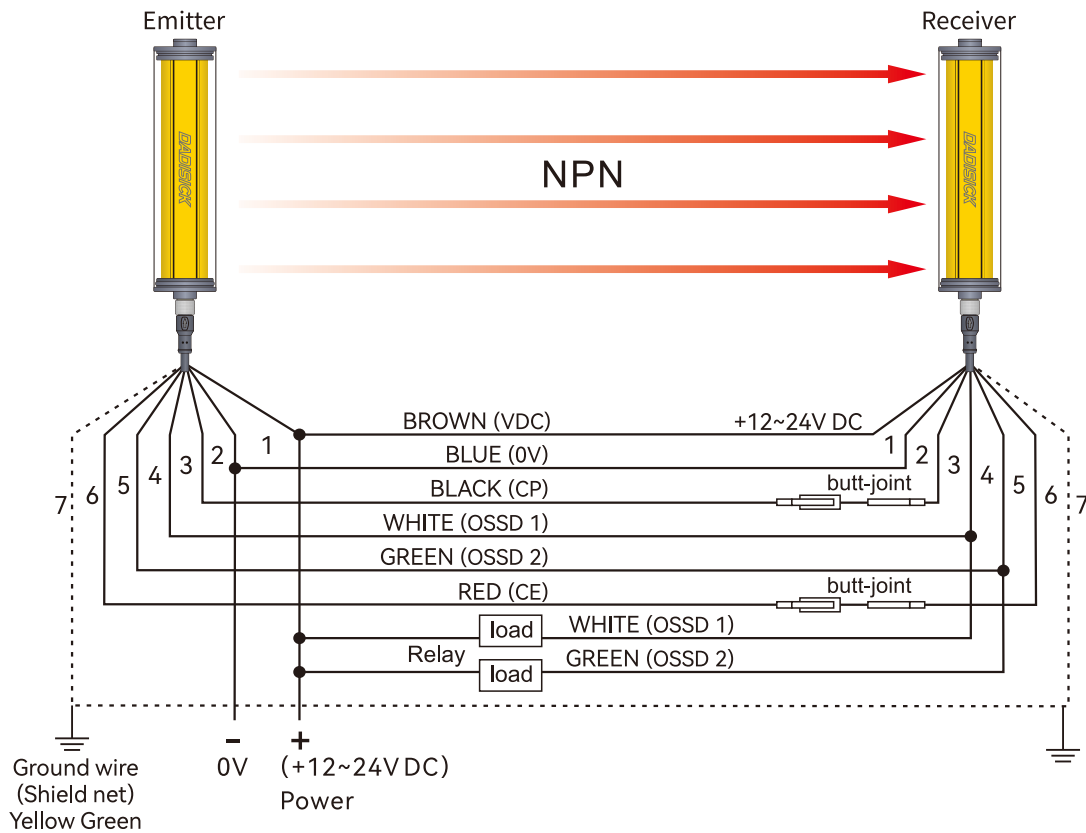 Emitter
Receiver
DADISICK
DADISICK
NPN
BROWN (VDC)
+12~24V DC
BLUE (0V)
BLACK (CP)
butt-joint
WHITE (OSSD 1)
GREEN (OSSD 2)
RED (CE)
butt-joint
7 6 5 4 3 2 1
1 2 3 4 5 6 7
load
WHITE (OSSD 1)
Relay
load
GREEN (OSSD 2)
- +
0V
(+12~24V DC)
Power
Ground wire
(Shield net)
Yellow Green